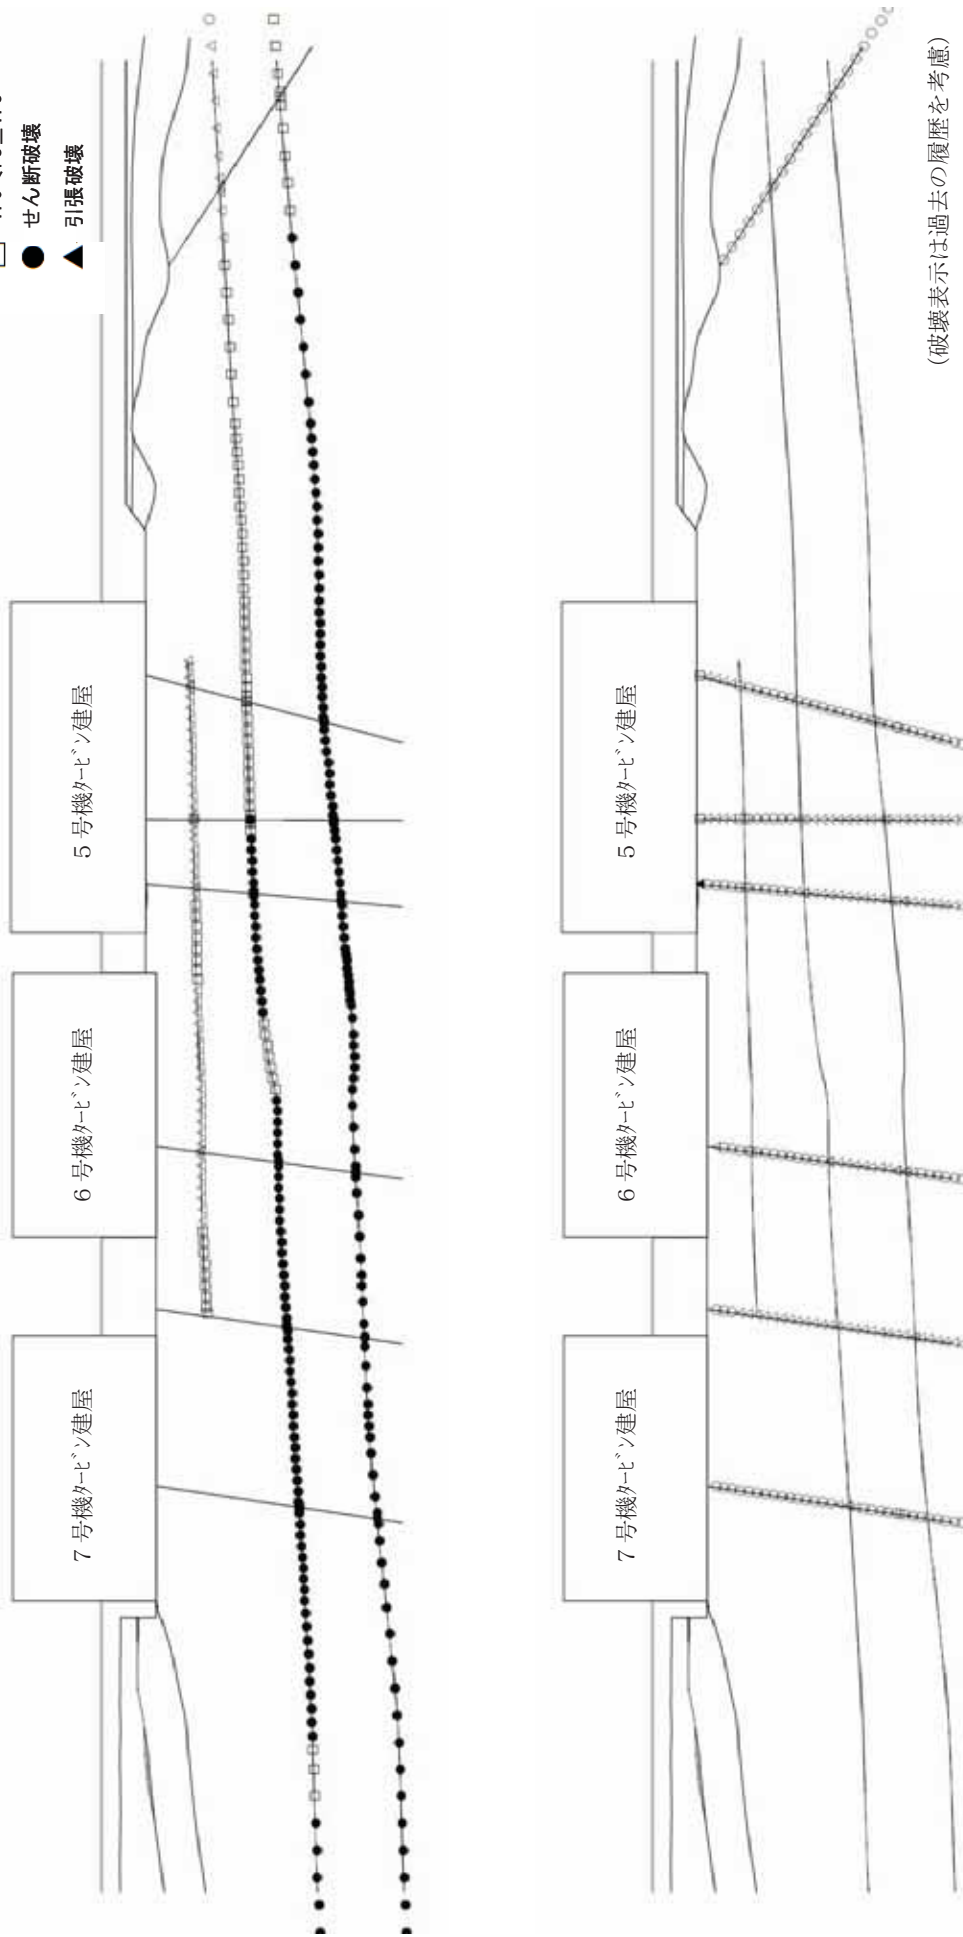 せん断破壊
引張破壊
5号機ﾀｰﾋﾞﾝ建屋
6号機ﾀｰﾋﾞﾝ建屋
7号機ﾀｰﾋﾞﾝ建屋
5号機ﾀｰﾋﾞﾝ建屋
6号機ﾀｰﾋﾞﾝ建屋
7号機ﾀｰﾋﾞﾝ建屋
(破壊表示は過去の履歴を考慮)